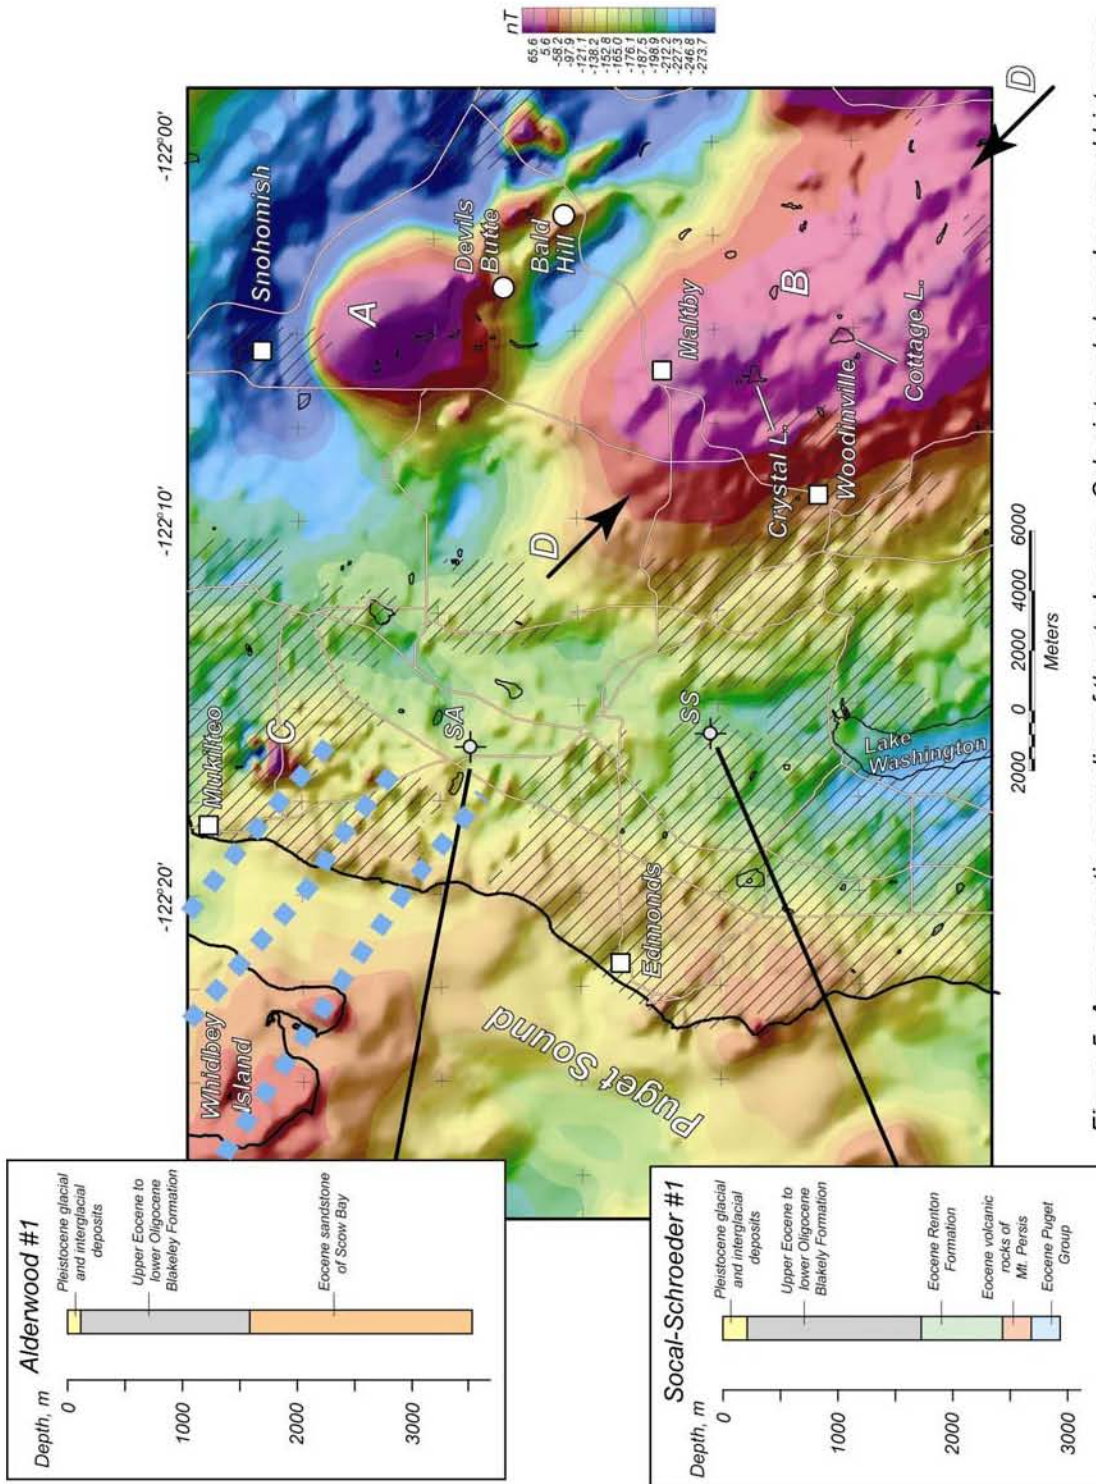 nT
65.6
5.6
-58.2
-97.9
-121.1
-138.2
-152.8
-165.0
-176.1
-187.5
-198.9
-212.2
-227.3
-246.8
-273.7
-122°20'
-122°10'
-122°00'
Whidbey
Island
Mukilteo
C
Snohomish
A
Devils
Butte
Bald
Hill
SA
D
Puget Sound
Edmonds
SS
Maltby
B
Crystal L.
Woodinville
Cottage L.
Lake
Washington
D
2000
0
2000
4000
6000
Meters
Alderwood #1
Depth, m
0
1000
2000
3000
Pleistocene glacial
and interglacial
deposits
Upper Eocene to
lower Oligocene
Blakeley Formation
Eocene sandstone
of Scow Bay
Socal-Schroeder #1
Depth, m
0
1000
2000
3000
Pleistocene glacial
and interglacial
deposits
Upper Eocene to
lower Oligocene
Blakely Formation
Eocene Renton
Formation
Eocene volcanic
rocks of
Mt. Persis
Eocene Puget
Group